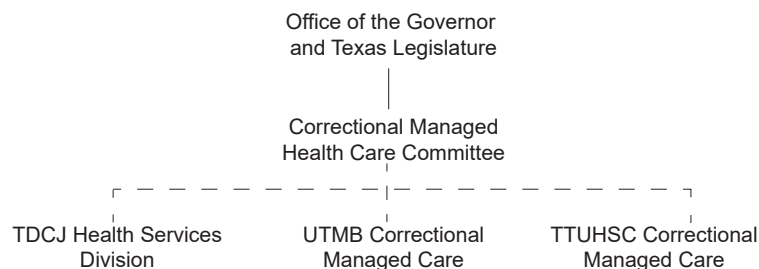 Office of the Governor
and Texas Legislature
Correctional Managed
Health Care Committee
TDCJ Health Services
Division
UTMB Correctional
Managed Care
TTUHSC Correctional
Managed Care